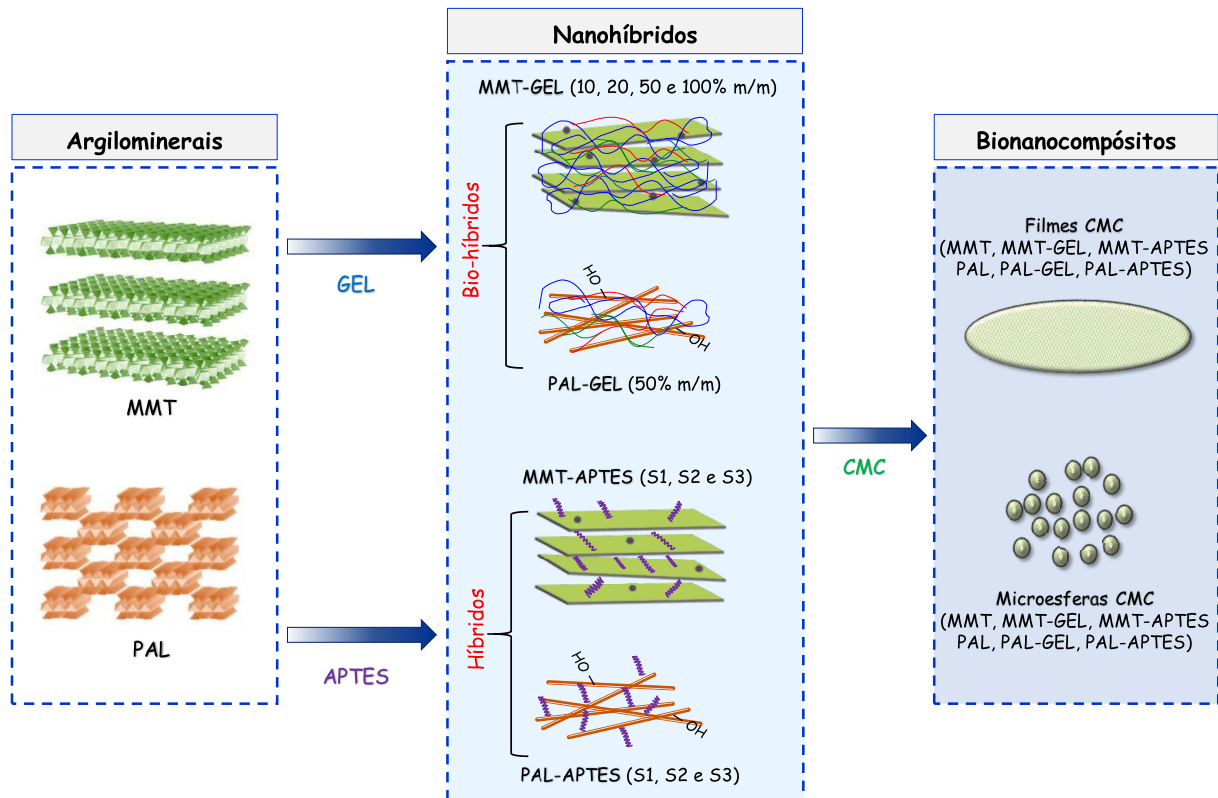 Argilominerais
MMT
PAL
GEL
APTES
Nanohíbridos
MMT-GEL (10, 20, 50 e 100% m/m)
Bio-híbridos
HO
OH
PAL-GEL (50% m/m)
MMT-APTES (S1, S2 e S3)
Híbridos
HO
OH
PAL-APTES (S1, S2 e S3)
CMC
Bionanocompósitos
Filmes CMC
(MMT, MMT-GEL, MMT-APTES
PAL, PAL-GEL, PAL-APTES)
Microesferas CMC
(MMT, MMT-GEL, MMT-APTES
PAL, PAL-GEL, PAL-APTES)